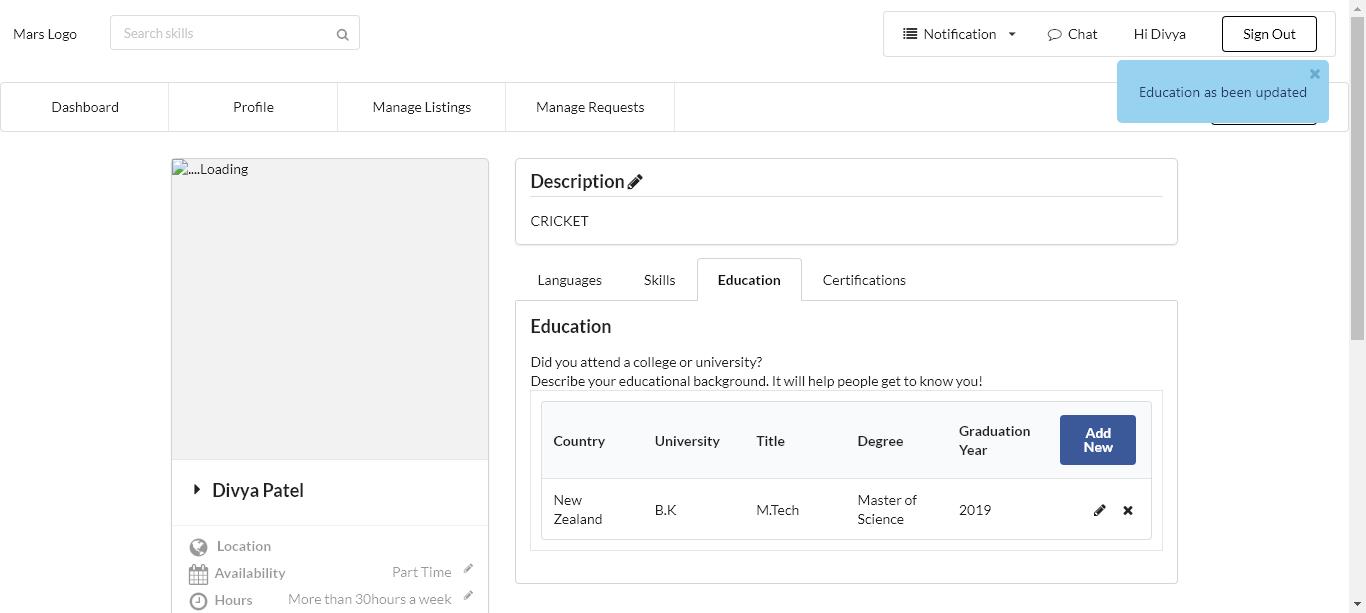 Mars Logo
Search skills
Notification
Chat
Hi Divya
Sign Out
Education as been updated
Dashboard
Profile
Manage Listings
Manage Requests
....Loading
Description
CRICKET
Languages
Skills
Education
Certifications
Education
Did you attend a college or university?
Describe your educational background. It will help people get to know you!
Country
University
Title
Degree
Graduation
Year
Add
New
New
Zealand
B.K
M.Tech
Master of
Science
2019
Divya Patel
Location
Availability
Part Time
Hours
More than 30hours a week